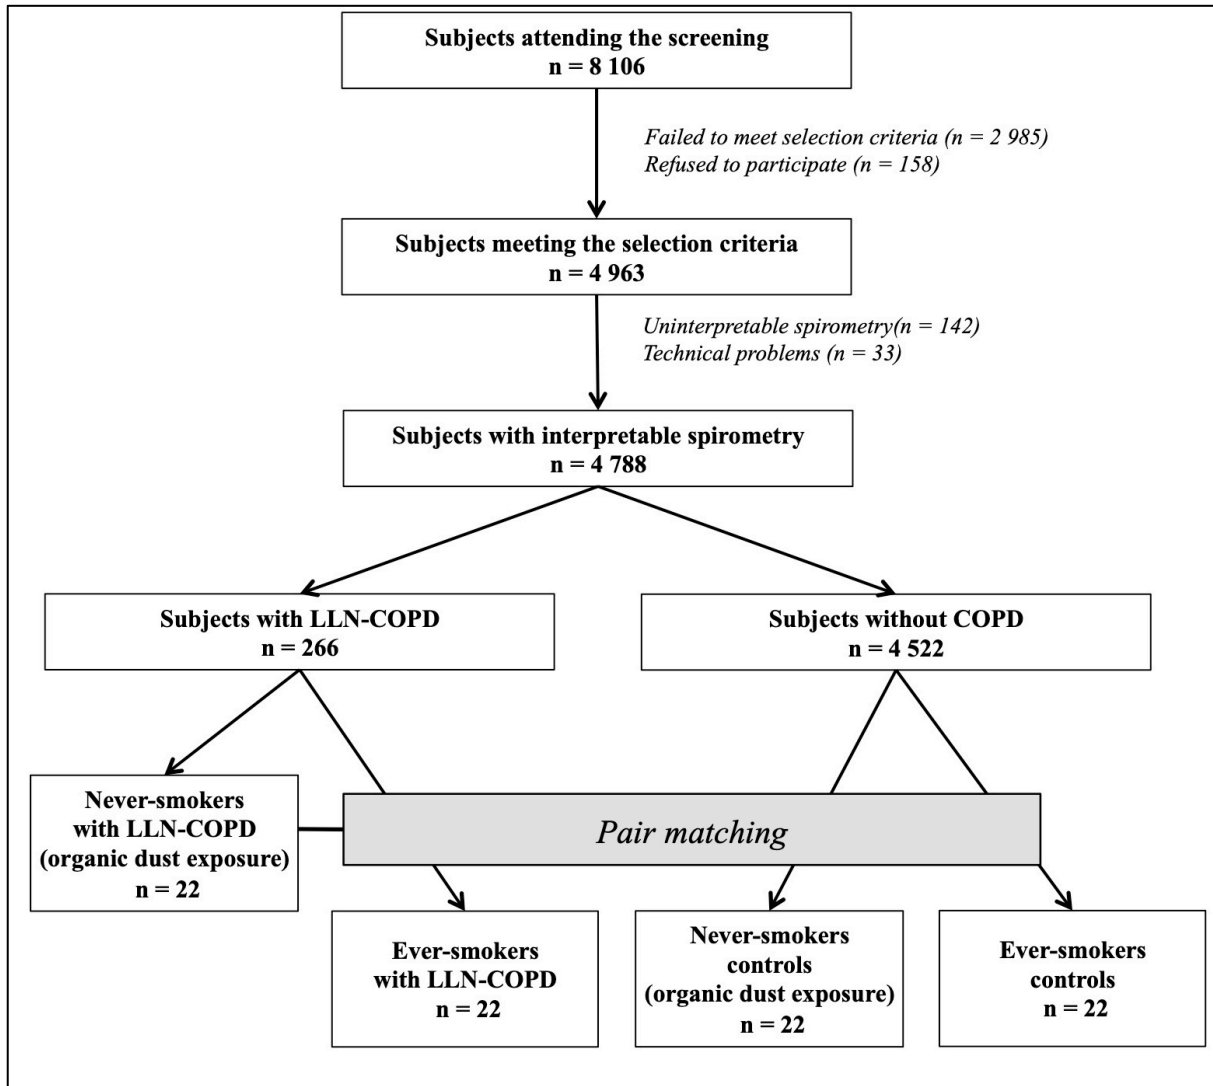 Subjects attending the screening
n = 8 106
Failed to meet selection criteria (n = 2 985)
Refused to participate (n = 158)
Subjects meeting the selection criteria
n = 4 963
Uninterpretable spirometry(n = 142)
Technical problems (n = 33)
Subjects with interpretable spirometry
n = 4 788
Subjects with LLN-COPD
n = 266
Subjects without COPD
n = 4 522
Never-smokers
with LLN-COPD
(organic dust exposure)
n = 22
Pair matching
Ever-smokers
with LLN-COPD
n = 22
Never-smokers
controls
(organic dust exposure)
n = 22
Ever-smokers
controls
n = 22